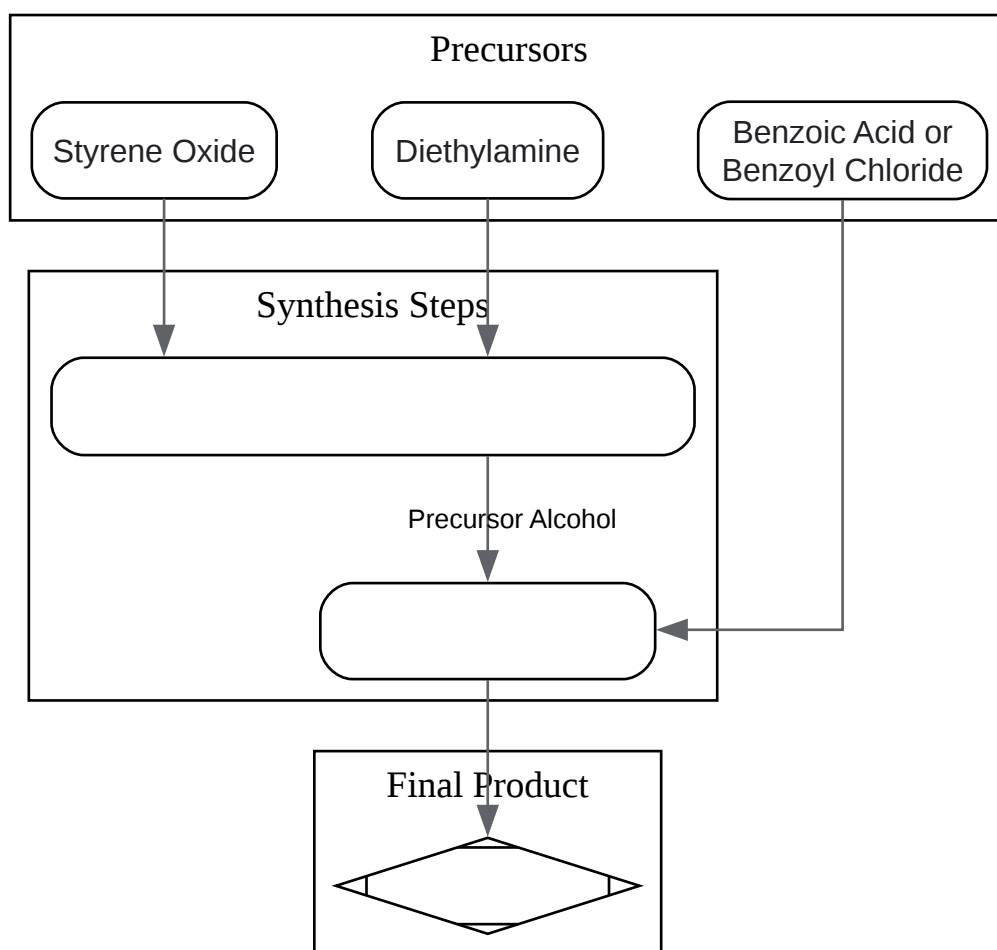 Precursors
Styrene Oxide
Diethylamine
Benzoic Acid or
Benzoyl Chloride
Synthesis Steps
Precursor Alcohol
Final Product